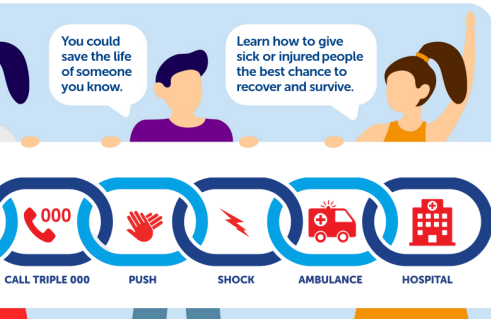 You could
save the life
of someone
you know.
Learn how to give
sick or injured people
the best chance to
recover and survive.
000
CALL TRIPLE 000
PUSH
SHOCK
AMBULANCE
HOSPITAL